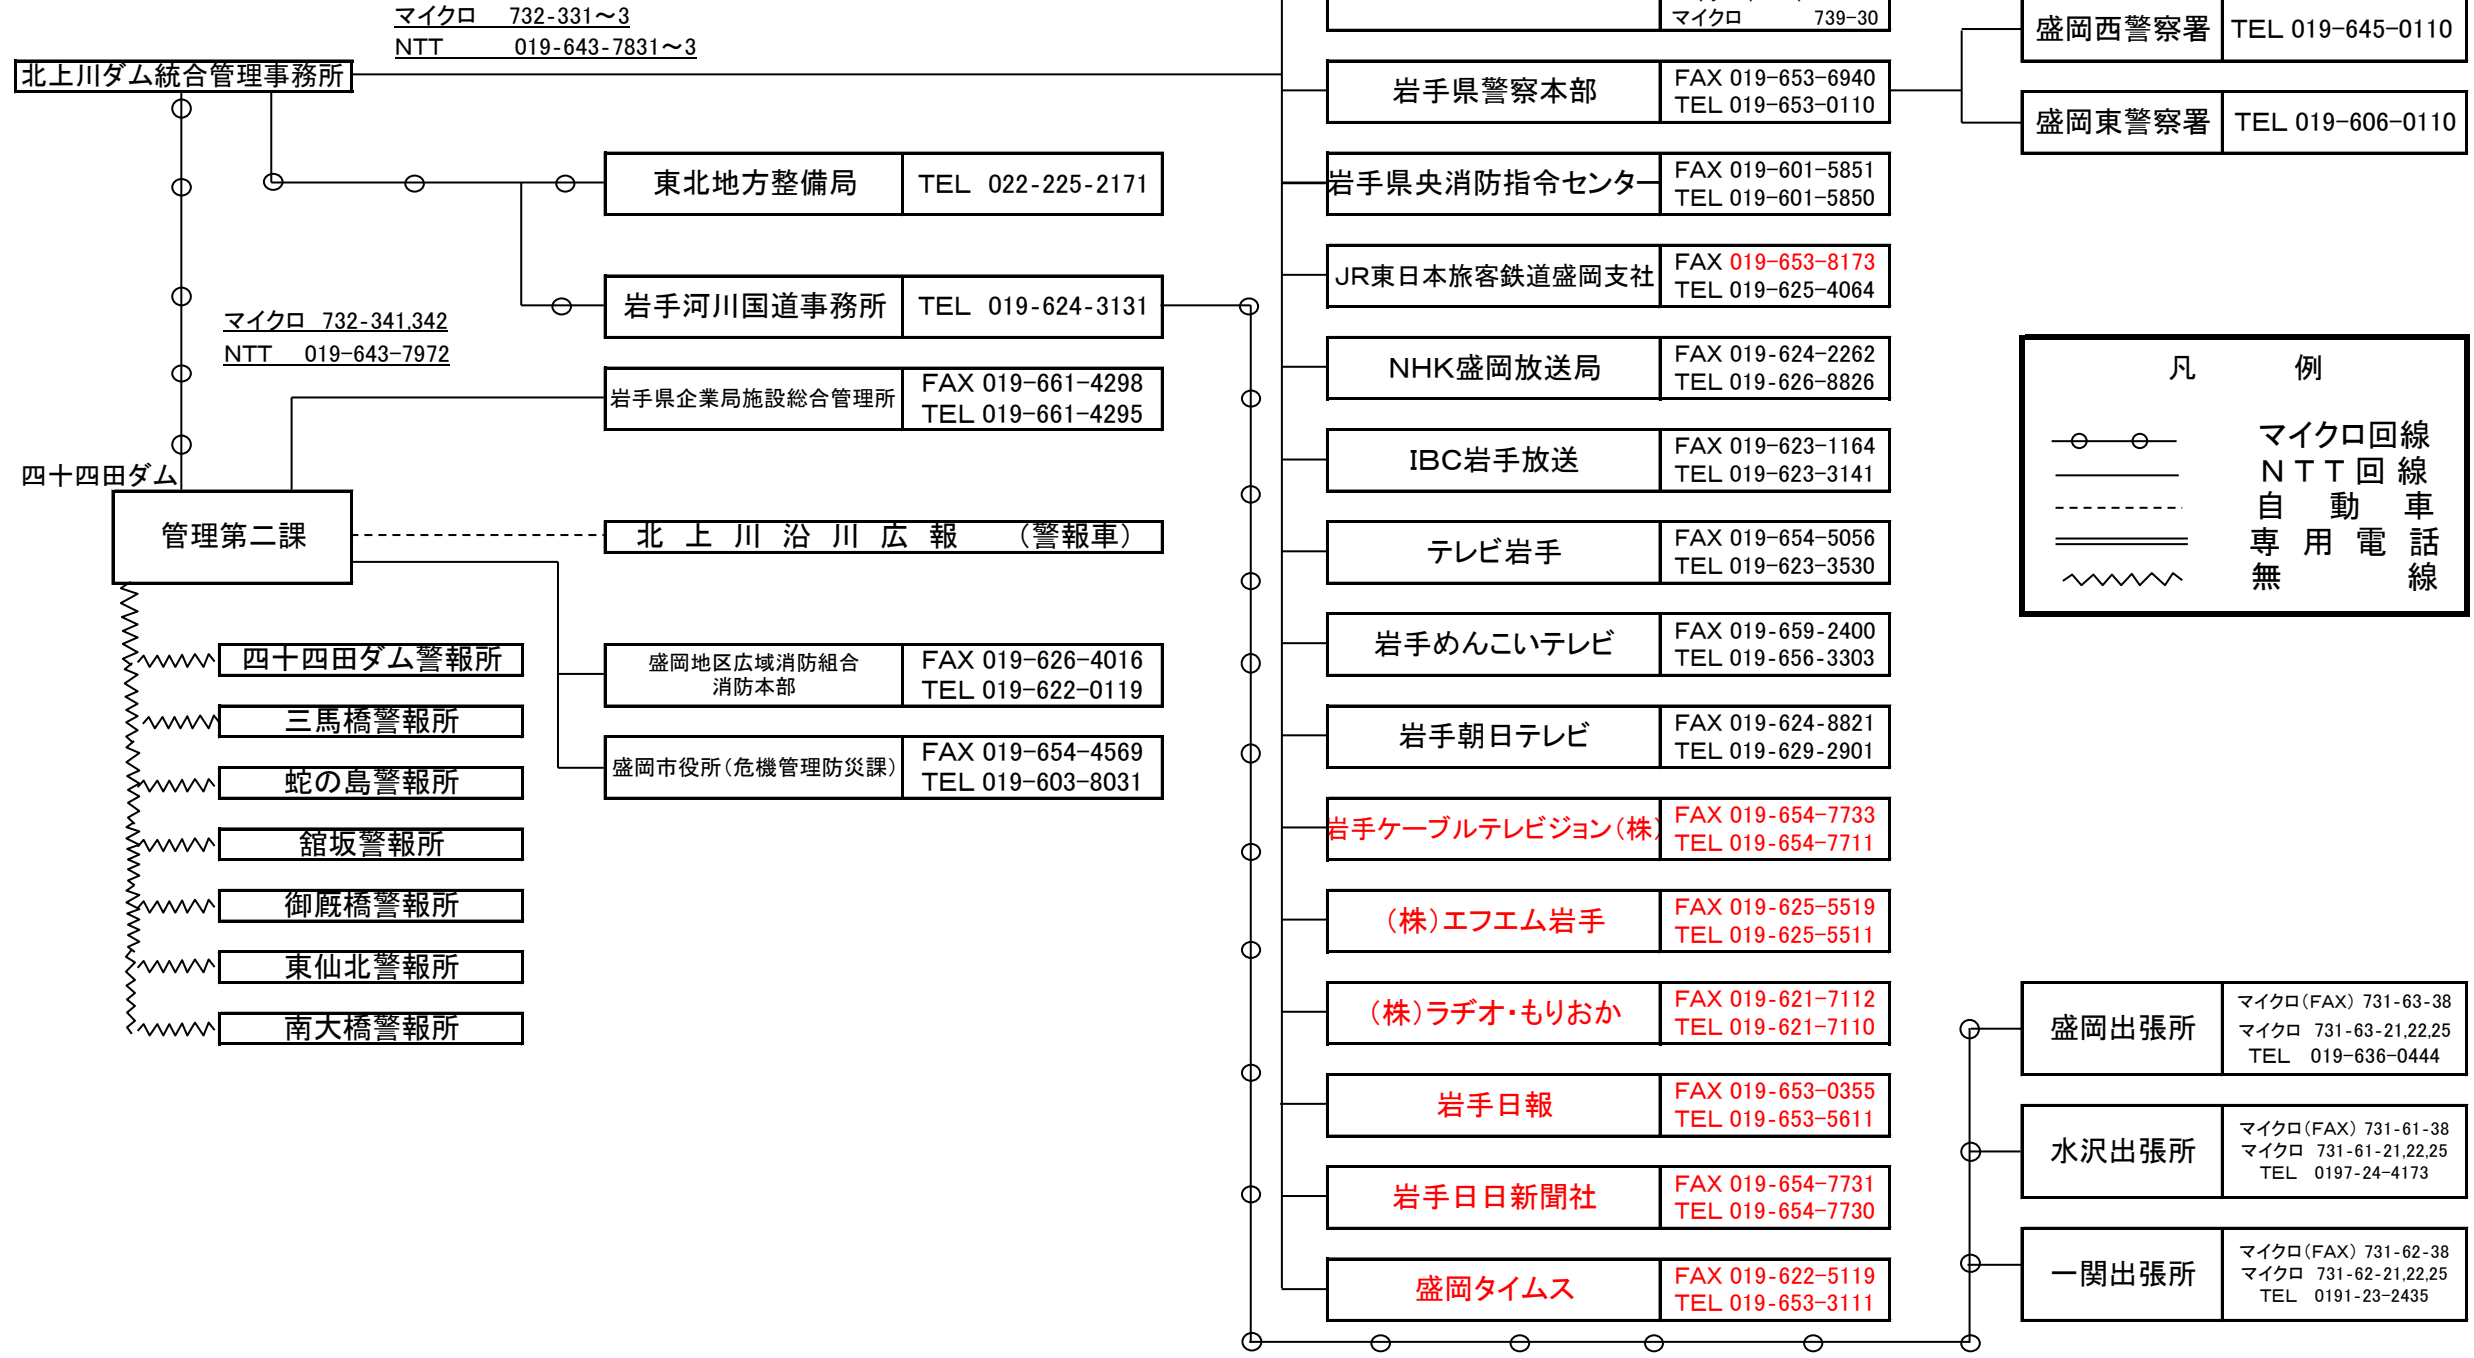 マイクロ 732-331～3
NTT 019-643-7831～3
北上川ダム統合管理事務所
東北地方整備局 TEL 022-225-2171
岩手河川国道事務所 TEL 019-624-3131
マイクロ 732-341,342
NTT 019-643-7972
岩手県企業局施設総合管理所
FAX 019-661-4298
TEL 019-661-4295
四十四田ダム
管理第二課
北上川沿川広報 （警報車）
四十四田ダム警報所
三馬橋警報所
蛇の島警報所
舘坂警報所
御厩橋警報所
東仙北警報所
南大橋警報所
盛岡地区広域消防組合
消防本部
FAX 019-626-4016
TEL 019-622-0119
盛岡市役所（危機管理防災課）
FAX 019-654-4569
TEL 019-603-8031
マイクロ 739-30
岩手県警察本部
FAX 019-653-6940
TEL 019-653-0110
岩手県央消防指令センター
FAX 019-601-5851
TEL 019-601-5850
JR東日本旅客鉄道盛岡支社
FAX 019-653-8173
TEL 019-625-4064
NHK盛岡放送局
FAX 019-624-2262
TEL 019-626-8826
IBC岩手放送
FAX 019-623-1164
TEL 019-623-3141
テレビ岩手
FAX 019-654-5056
TEL 019-623-3530
岩手めんこいテレビ
FAX 019-659-2400
TEL 019-656-3303
岩手朝日テレビ
FAX 019-624-8821
TEL 019-629-2901
岩手ケーブルテレビジョン（株）
FAX 019-654-7733
TEL 019-654-7711
（株）エフエム岩手
FAX 019-625-5519
TEL 019-625-5511
（株）ラヂオ・もりおか
FAX 019-621-7112
TEL 019-621-7110
岩手日報
FAX 019-653-0355
TEL 019-653-5611
岩手日日新聞社
FAX 019-654-7731
TEL 019-654-7730
盛岡タイムス
FAX 019-622-5119
TEL 019-653-3111
盛岡西警察署 TEL 019-645-0110
盛岡東警察署 TEL 019-606-0110
凡 例
マイクロ回線
NTT回線
自動車
専用電話
無線
盛岡出張所
マイクロ（FAX） 731-63-38
マイクロ 731-63-21,22,25
TEL 019-636-0444
水沢出張所
マイクロ（FAX） 731-61-38
マイクロ 731-61-21,22,25
TEL 0197-24-4173
一関出張所
マイクロ（FAX） 731-62-38
マイクロ 731-62-21,22,25
TEL 0191-23-2435